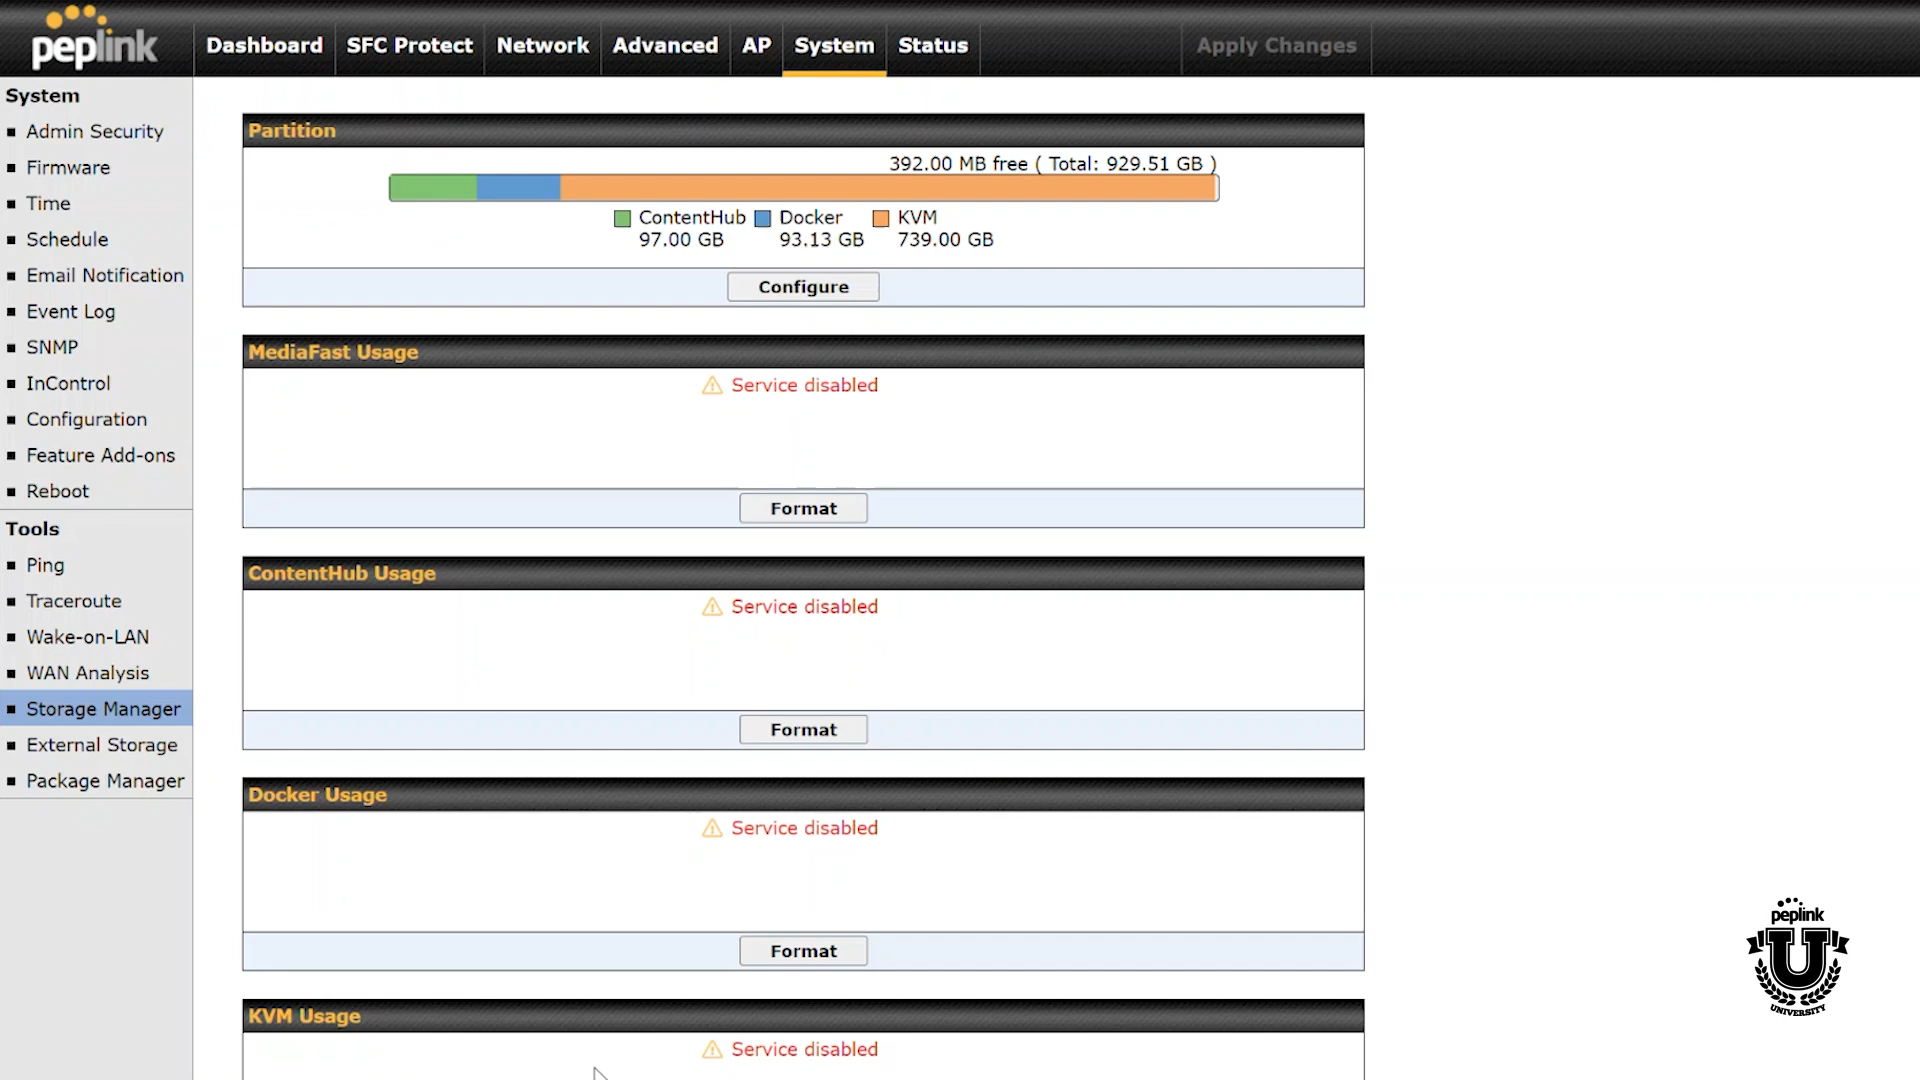 peplink
Dashboard SFC Protect Network Advanced AP System Status Apply Changes
System
Admin Security
Firmware
Time
Schedule
Email Notification
Event Log
SNMP
InControl
Configuration
Feature Add-ons
Reboot
Tools
Ping
Traceroute
Wake-on-LAN
WAN Analysis
Storage Manager
External Storage
Package Manager
Partition
392.00 MB free ( Total: 929.51 GB )
ContentHub Docker KVM
97.00 GB 93.13 GB 739.00 GB
Configure
MediaFast Usage
Service disabled
Format
ContentHub Usage
Service disabled
Format
Docker Usage
Service disabled
Format
KVM Usage
Service disabled
peplink
U
UNIVERSITY